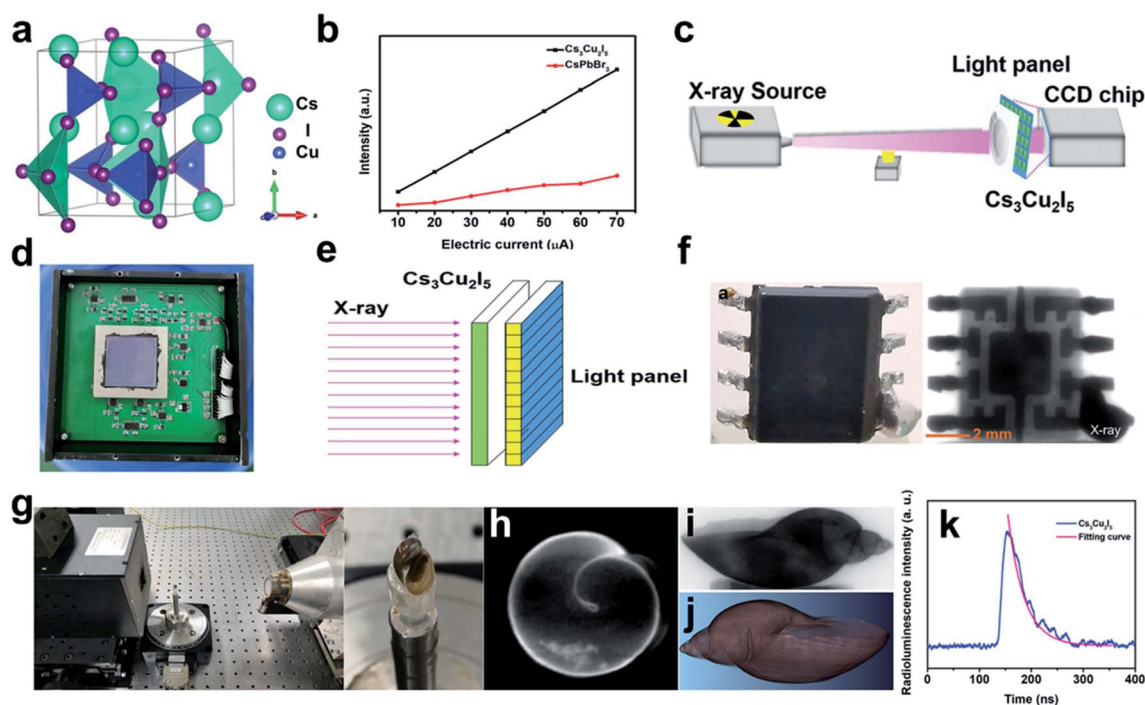 a
Cs
I
Cu
b
a
b
Intensity (a.u.)
Cs₃Cu₂I₅
CsPbBr₃
10 20 30 40 50 60 70
Electric current (μA)
c
X-ray Source
Light panel
CCD chip
Cs₃Cu₂I₅
d
e
Cs₃Cu₂I₅
X-ray
Light panel
f
a
2 mm
X-ray
g
h
i
j
k
Radioluminescence intensity (a. u.)
Cs₃Cu₂I₅
Fitting curve
0 100 200 300 400
Time (ns)